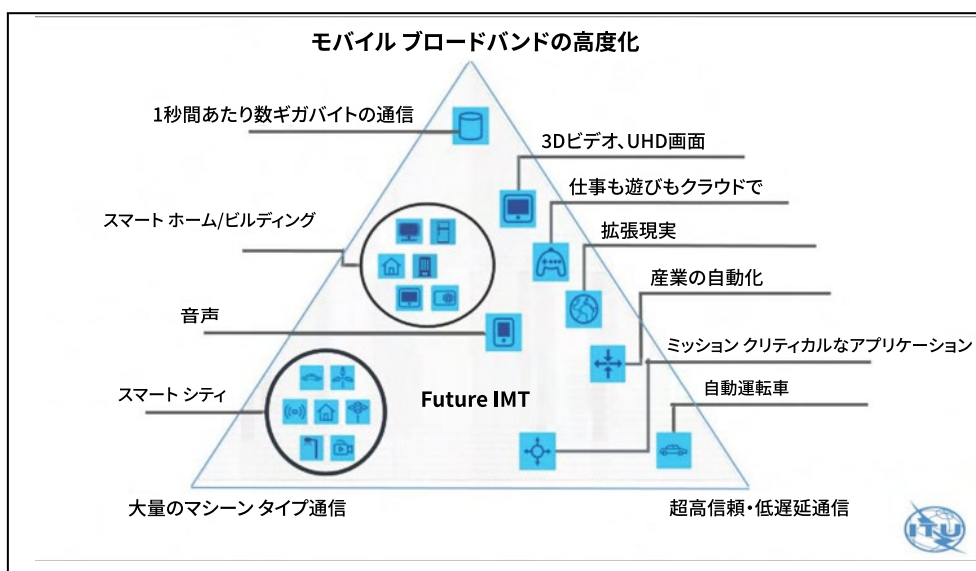 モバイル ブロードバンドの高度化
1秒間あたり数ギガバイトの通信
3Dビデオ、UHD画面
仕事も遊びもクラウドで
スマート ホーム/ビルディング
拡張現実
産業の自動化
音声
ミッション クリティカルなアプリケーション
自動運転車
スマート シティ
Future IMT
大量のマシーン タイプ通信
超高信頼・低遅延通信
ITU